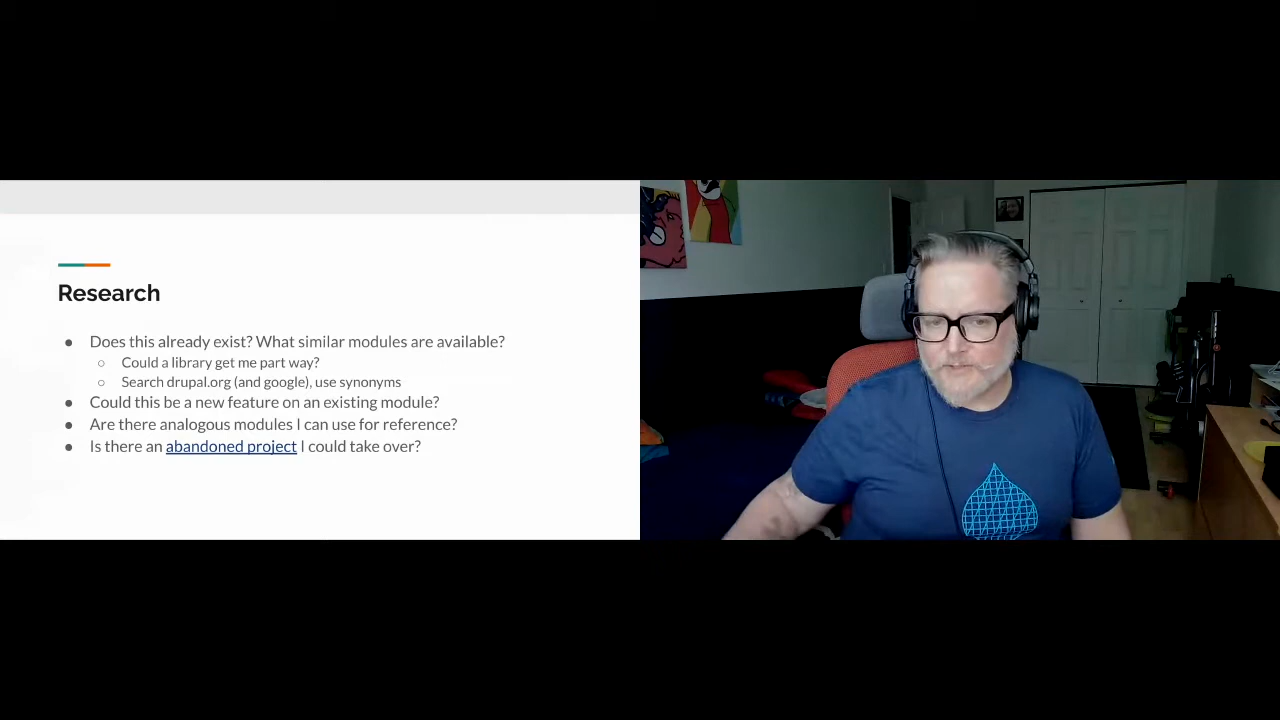 Research
● Does this already exist? What similar modules are available?
○ Could a library get me part way?
○ Search drupal.org (and google), use synonyms
● Could this be a new feature on an existing module?
● Are there analogous modules I can use for reference?
● Is there an abandoned project I could take over?